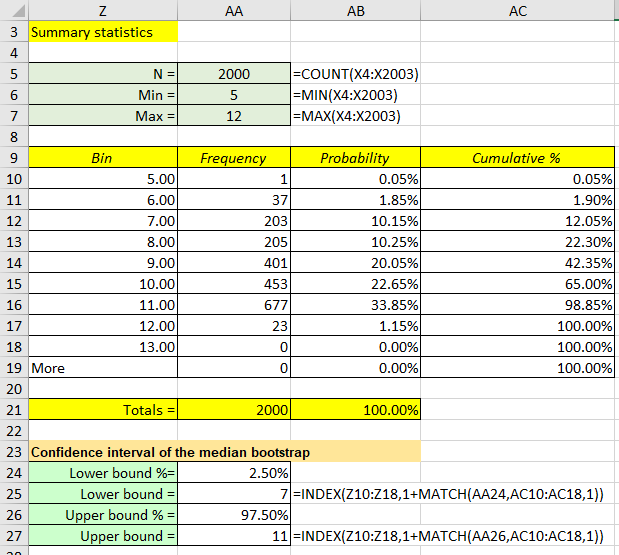 Z AA AB AC
3 Summary statistics
4
5 N = 2000 =COUNT(X4:X2003)
6 Min = 5 =MIN(X4:X2003)
7 Max = 12 =MAX(X4:X2003)
8
9 Bin Frequency Probability Cumulative %
10 5.00 1 0.05% 0.05%
11 6.00 37 1.85% 1.90%
12 7.00 203 10.15% 12.05%
13 8.00 205 10.25% 22.30%
14 9.00 401 20.05% 42.35%
15 10.00 453 22.65% 65.00%
16 11.00 677 33.85% 98.85%
17 12.00 23 1.15% 100.00%
18 13.00 0 0.00% 100.00%
19 More 0 0.00% 100.00%
20
21 Totals = 2000 100.00%
22
23 Confidence interval of the median bootstrap
24 Lower bound %= 2.50%
25 Lower bound = 7 =INDEX(Z10:Z18,1+MATCH(AA24,AC10:AC18,1))
26 Upper bound % = 97.50%
27 Upper bound = 11 =INDEX(Z10:Z18,1+MATCH(AA26,AC10:AC18,1))